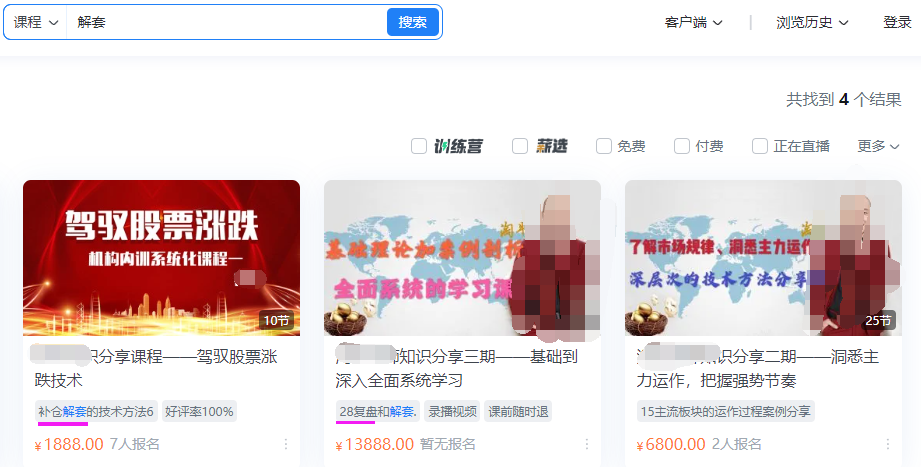 课程 解套 搜索 客户端 浏览历史 登录
共找到 4 个结果
训练营 薪选 免费 付费 正在直播 更多
驾驭股票涨跌
机构内训系统化课程一
10节
识分享课程——驾驭股票涨
跌技术
补仓解套的技术方法6 好评率100%
¥1888.00 7人报名
基础理论加案例剖析
全面系统的学习课
师知识分享三期——基础到
深入全面系统学习
28复盘和解套. 录播视频 课前随时退
¥13888.00 暂无报名
了解市场规律、洞悉主力运作
深层次的技术方法分享
25节
识分享二期——洞悉主
力运作，把握强势节奏
15主流板块的运作过程案例分享
¥6800.00 2人报名